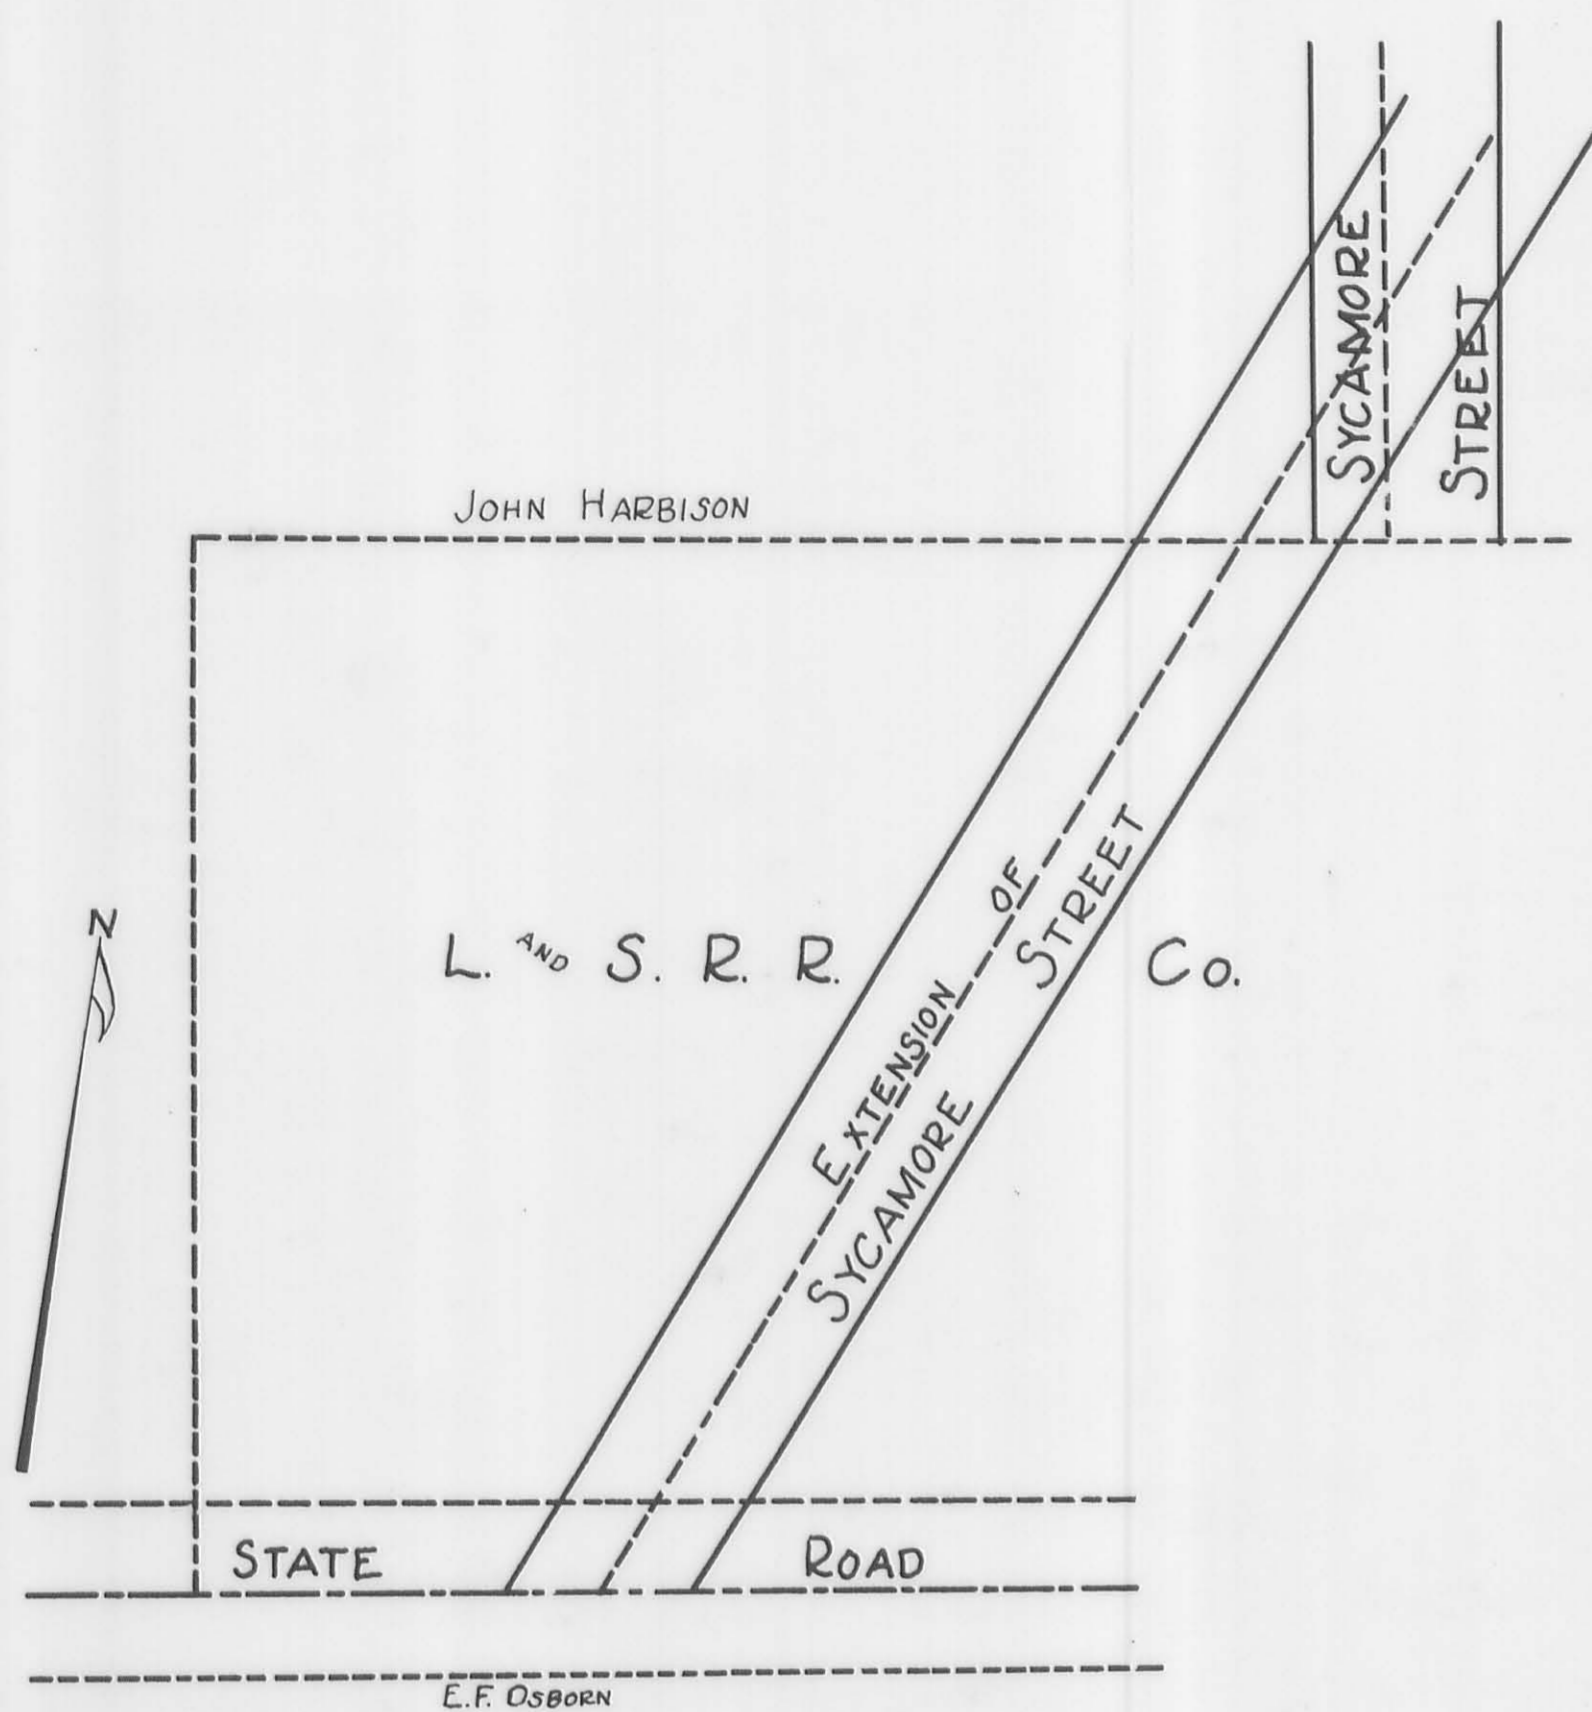 SYCAMORE
STREET
JOHN HARBISON
N
L. AND S. R. R. Co.
EXTENSION OF
SYCAMORE STREET
STATE ROAD
E.F. OSBORN